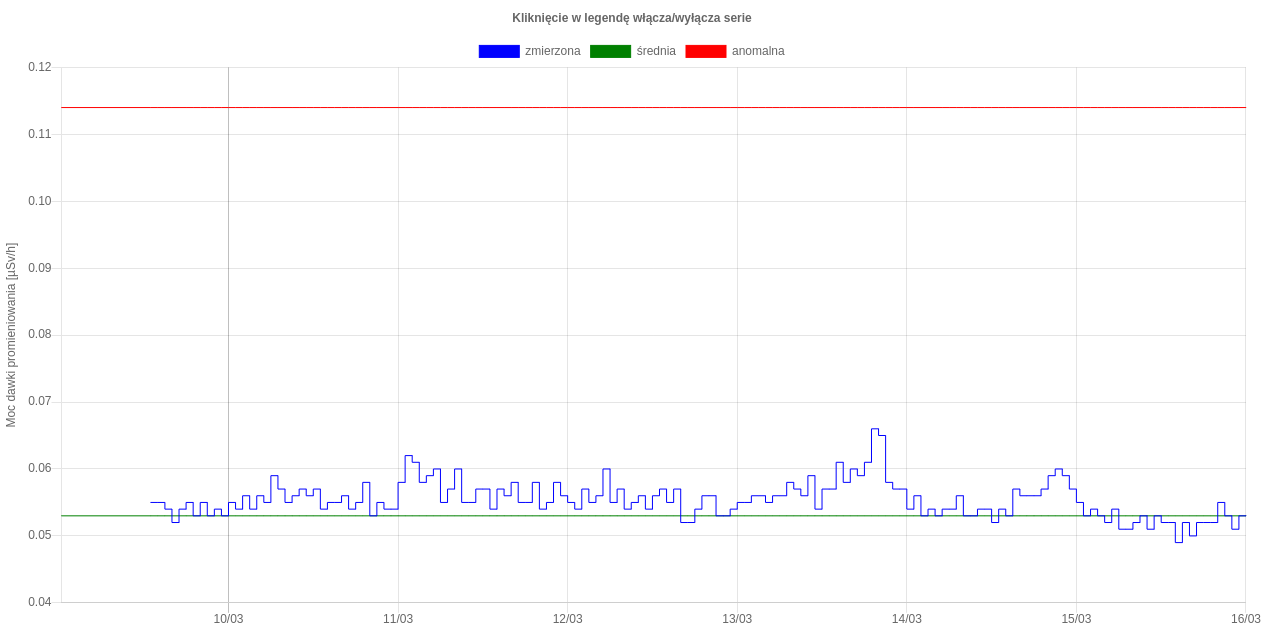 Kliknięcie w legendę włącza/wyłącza serie
zmierzona średnia anomalna
Moc dawki promieniowania [µSv/h]
0.12
0.11
0.10
0.09
0.08
0.07
0.06
0.05
0.04
10/03 11/03 12/03 13/03 14/03 15/03 16/03